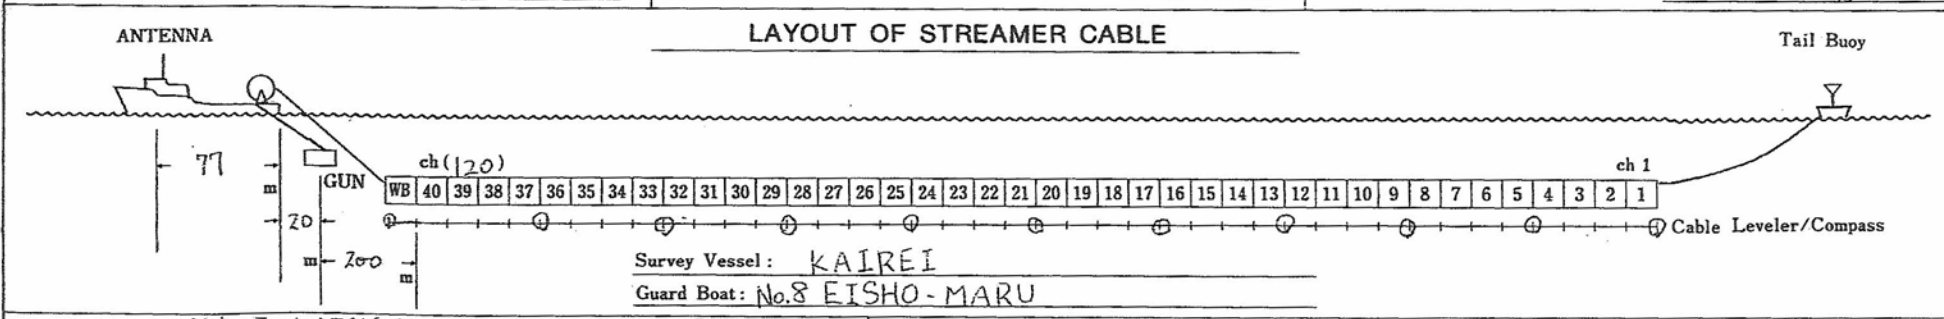 LAYOUT OF STREAMER CABLE
ANTENNA
Tail Buoy
77
m
GUN
ch (120)
ch 1
WB 40 39 38 37 36 35 34 33 32 31 30 29 28 27 26 25 24 23 22 21 20 19 18 17 16 15 14 13 12 11 10 9 8 7 6 5 4 3 2 1
20
m
200
m
Cable Leveler/Compass
Survey Vessel: KAIREI
Guard Boat: No.8 EISHO-MARU